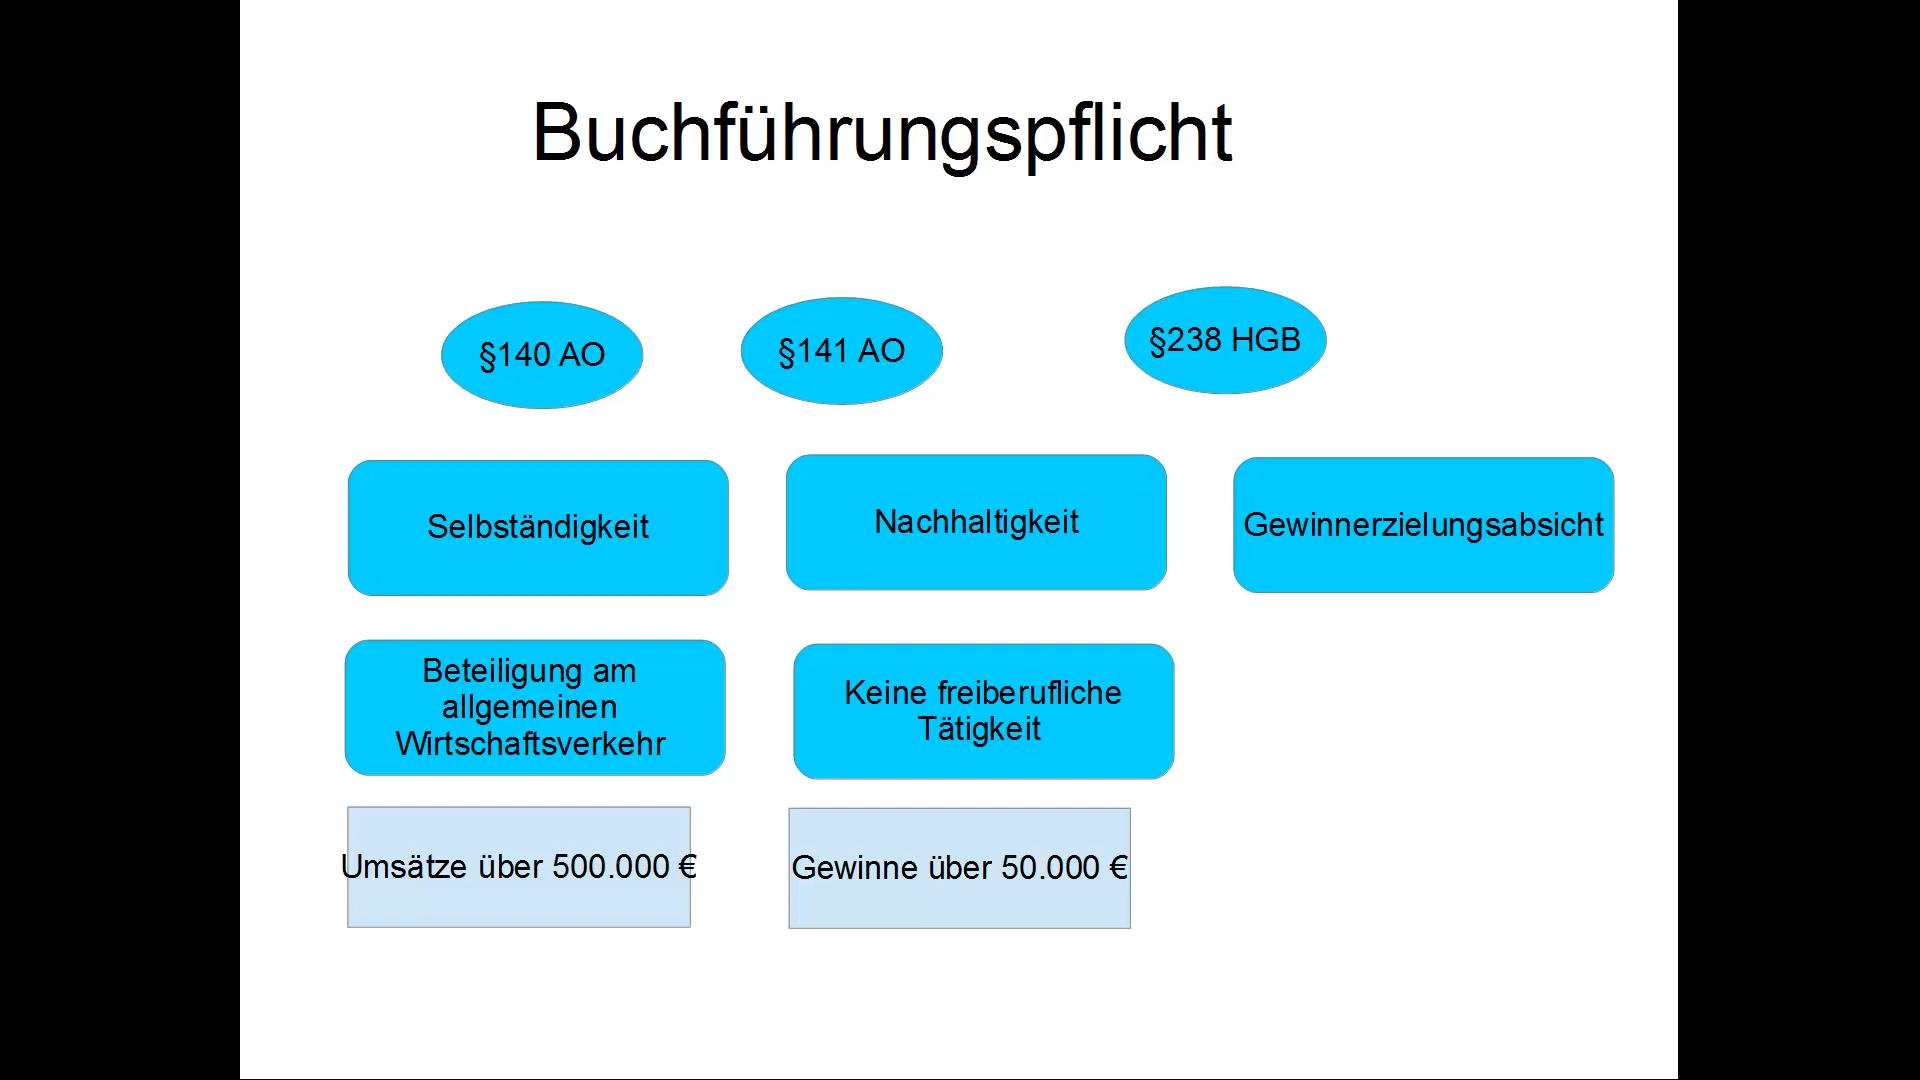 Buchführungspflicht
§140 AO
§141 AO
§238 HGB
Selbständigkeit
Nachhaltigkeit
Gewinnerzielungsabsicht
Beteiligung am
allgemeinen
Wirtschaftsverkehr
Keine freiberufliche
Tätigkeit
Umsätze über 500.000 €
Gewinne über 50.000 €